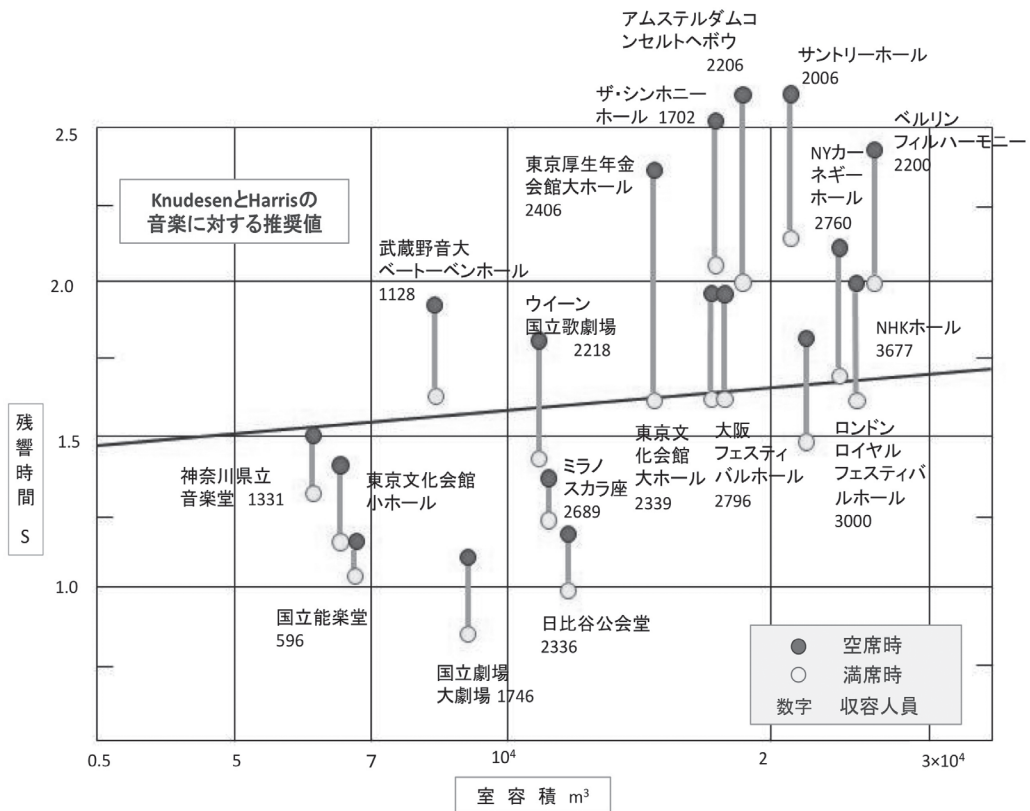 アムステルダムコ
ンセルトヘボウ
2206
サントリーホール
2006
ザ・シンホニー
ホール 1702
ベルリン
フィルハーモニー
2200
NYカー
ネギー
ホール
2760
東京厚生年金
会館大ホール
2406
KnudesenとHarrisの
音楽に対する推奨値
武蔵野音大
ベートーベンホール
1128
ウイーン
国立歌劇場
2218
NHKホール
3677
神奈川県立
音楽堂 1331
東京文化会館
小ホール
ミラノ
スカラ座
2689
東京文
化会館
大ホール
2339
大阪
フェスティ
バルホール
2796
ロンドン
ロイヤル
フェスティバ
ルホール
3000
国立能楽堂
596
国立劇場
大劇場 1746
日比谷公会堂
2336
空席時
満席時
数字 収容人員
2.5
2.0
1.5
1.0
残響時間 S
0.5 5 7 10⁴ 2 3×10⁴
室容積 m³